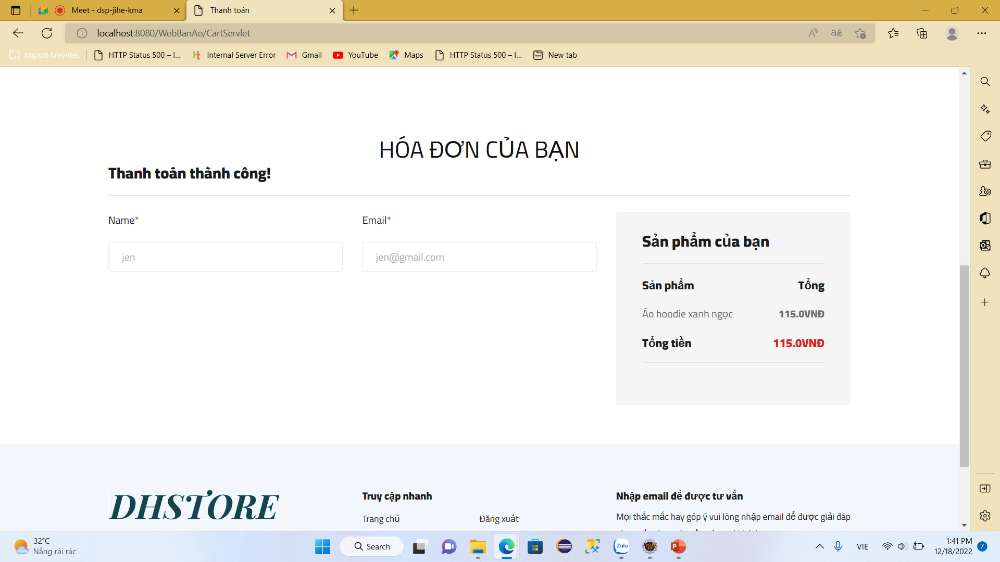 Meet - dsp-jihe-kma
Thanh toán
localhost:8080/WebBanAo/CartServlet
Import favorites
HTTP Status 500 – I...
Internal Server Error
Gmail
YouTube
Maps
HTTP Status 500 – I...
New tab
HÓA ĐƠN CỦA BẠN
Thanh toán thành công!
Name*
Email*
jen
jen@gmail.com
Sản phẩm của bạn
Sản phẩm Tổng
Áo hoodie xanh ngọc 115.0VNĐ
Tổng tiền 115.0VNĐ
DHSTORE
Truy cập nhanh
Trang chủ
Đăng xuất
Nhập email để được tư vấn
Mọi thắc mắc hay góp ý vui lòng nhập email để được giải đáp
32°C
Nắng rải rác
Search
Zalo
VIE
1:41 PM
12/18/2022
7